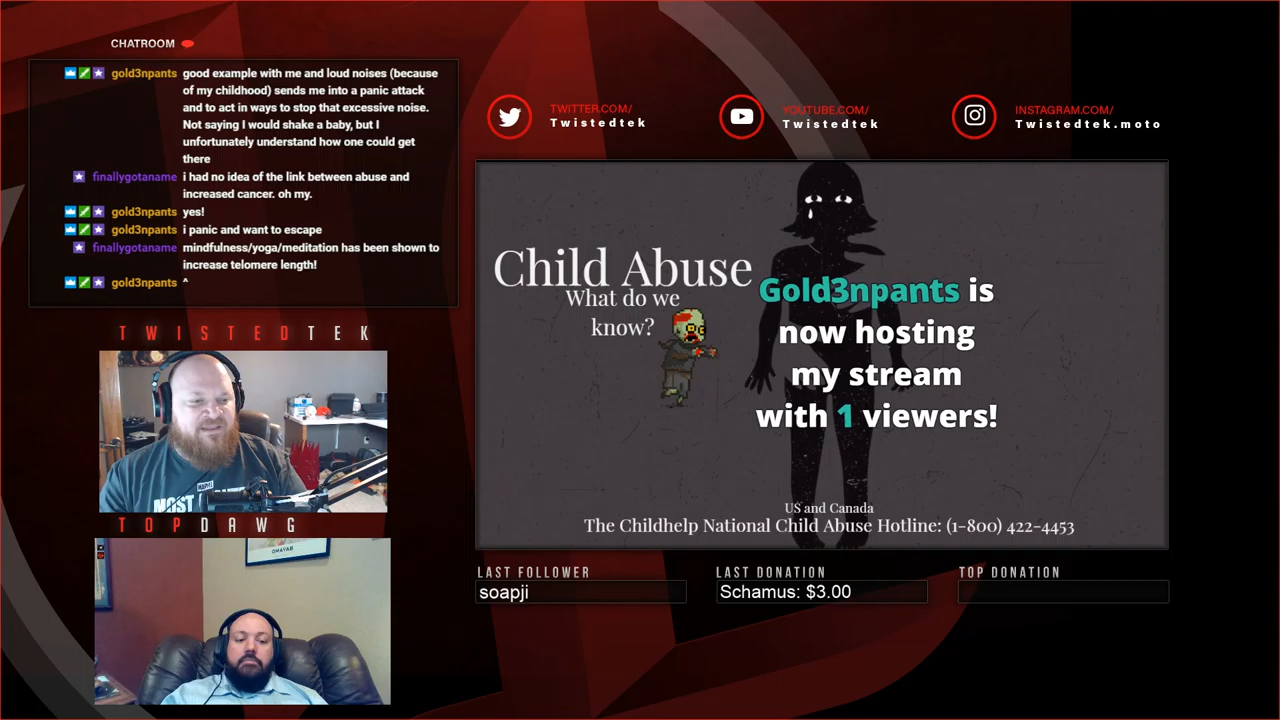 CHATROOM
gold3npants good example with me and loud noises (because
of my childhood) sends me into a panic attack
and to act in ways to stop that excessive noise.
Not saying I would shake a baby, but I
unfortunately understand how one could get
there
finallygotaname i had no idea of the link between abuse and
increased cancer. oh my.
gold3npants yes!
gold3npants i panic and want to escape
finallygotaname mindfulness/yoga/meditation has been shown to
increase telomere length!
gold3npants ^
TWISTEDTEK
MARVEL
MOST
TOPDAWG
OMAYAB
TWITTER.COM/
Twistedtek
YOUTUBE.COM/
Twistedtek
INSTAGRAM.COM/
Twistedtek.moto
Child Abuse
What do we
know?
Gold3npants is
now hosting
my stream
with 1 viewers!
US and Canada
The Childhelp National Child Abuse Hotline: (1-800) 422-4453
LAST FOLLOWER
soapji
LAST DONATION
Schamus: $3.00
TOP DONATION